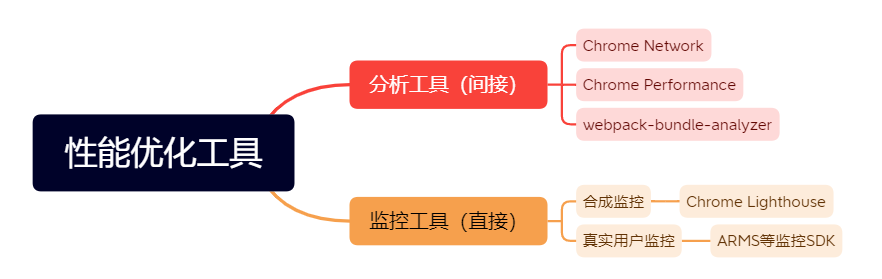 性能优化工具
分析工具（间接）
Chrome Network
Chrome Performance
webpack-bundle-analyzer
监控工具（直接）
合成监控
Chrome Lighthouse
真实用户监控
ARMS等监控SDK